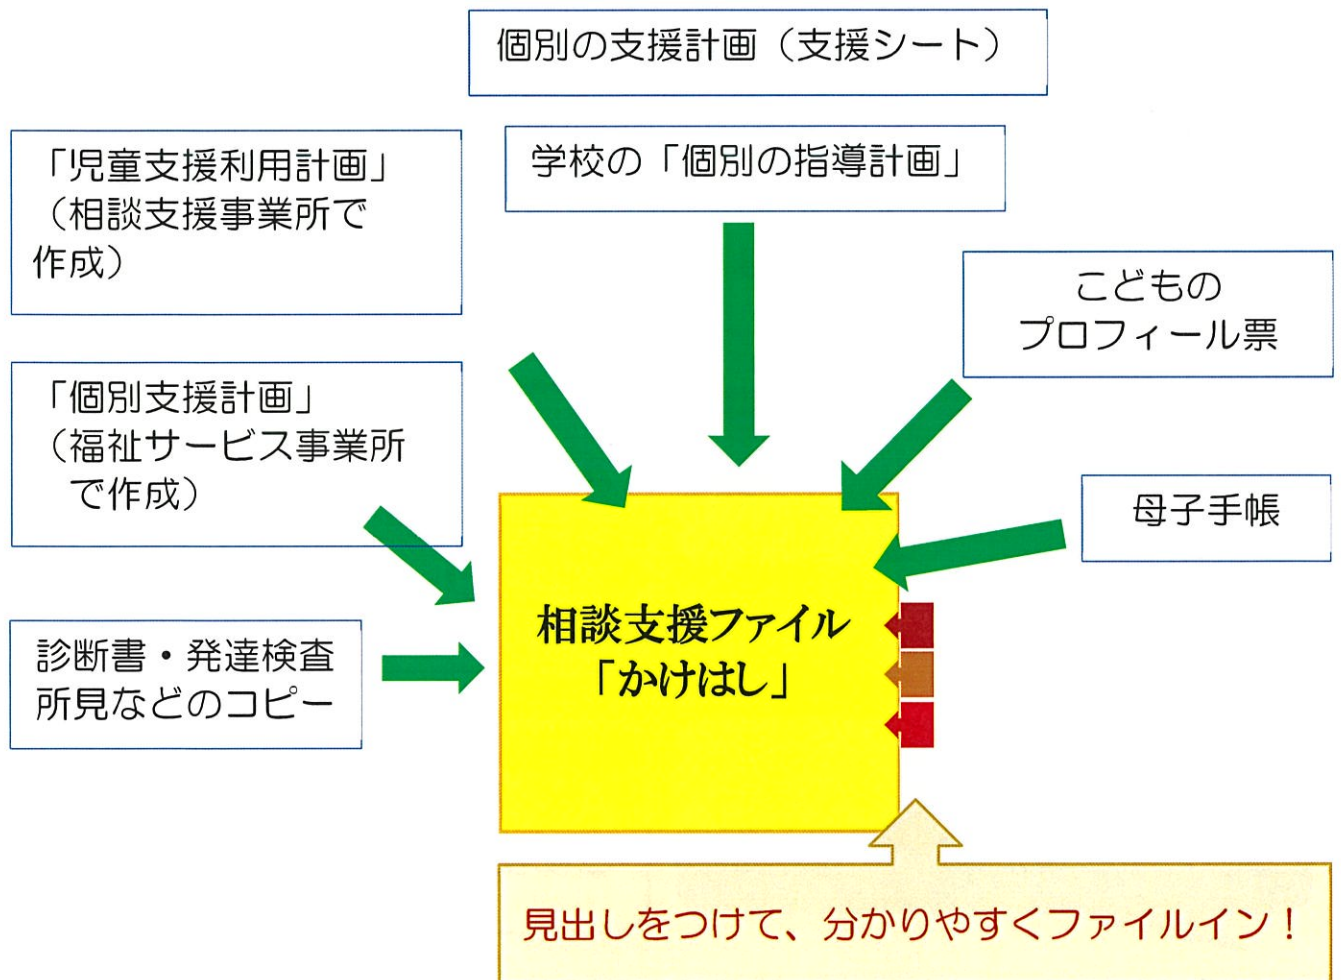 個別の支援計画（支援シート）
学校の「個別の指導計画」
「児童支援利用計画」
（相談支援事業所で
作成）
こどもの
プロフィール票
「個別支援計画」
（福祉サービス事業所
で作成）
母子手帳
診断書・発達検査
所見などのコピー
相談支援ファイル
「かけはし」
見出しをつけて、分かりやすくファイルイン！